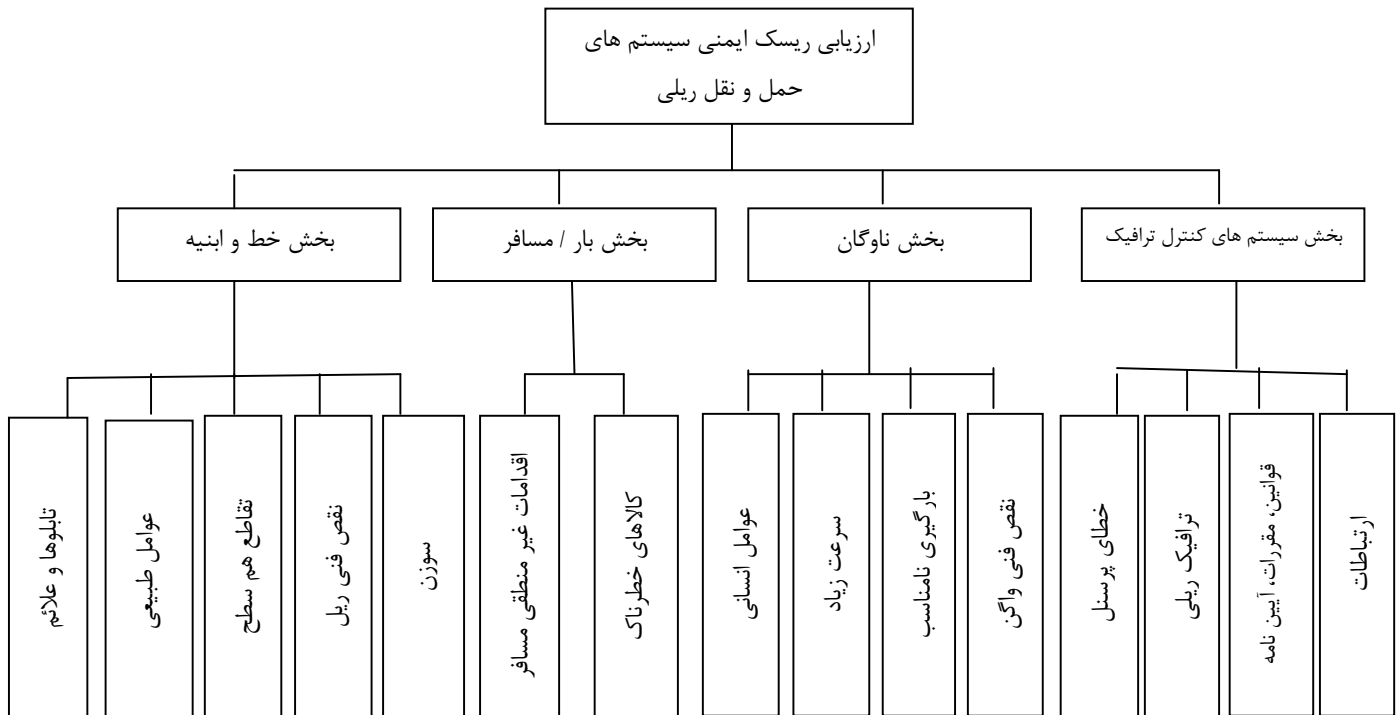 ارزیابی ریسک ایمنی سیستم های
حمل و نقل ریلی
بخش سیستم های کنترل ترافیک
بخش ناوگان
بخش بار / مسافر
بخش خط و ابنیه
ارتباطات
قوانین، مقررات، آیین نامه
ترافیک ریلی
خطای پرسنل
نقص فنی واگن
بارگیری نامناسب
سرعت زیاد
عوامل انسانی
کالاهای خطرناک
اقدامات غیر منطقی مسافر
سوزن
نقص فنی ریل
تقاطع هم سطح
عوامل طبیعی
تابلوها و علائم